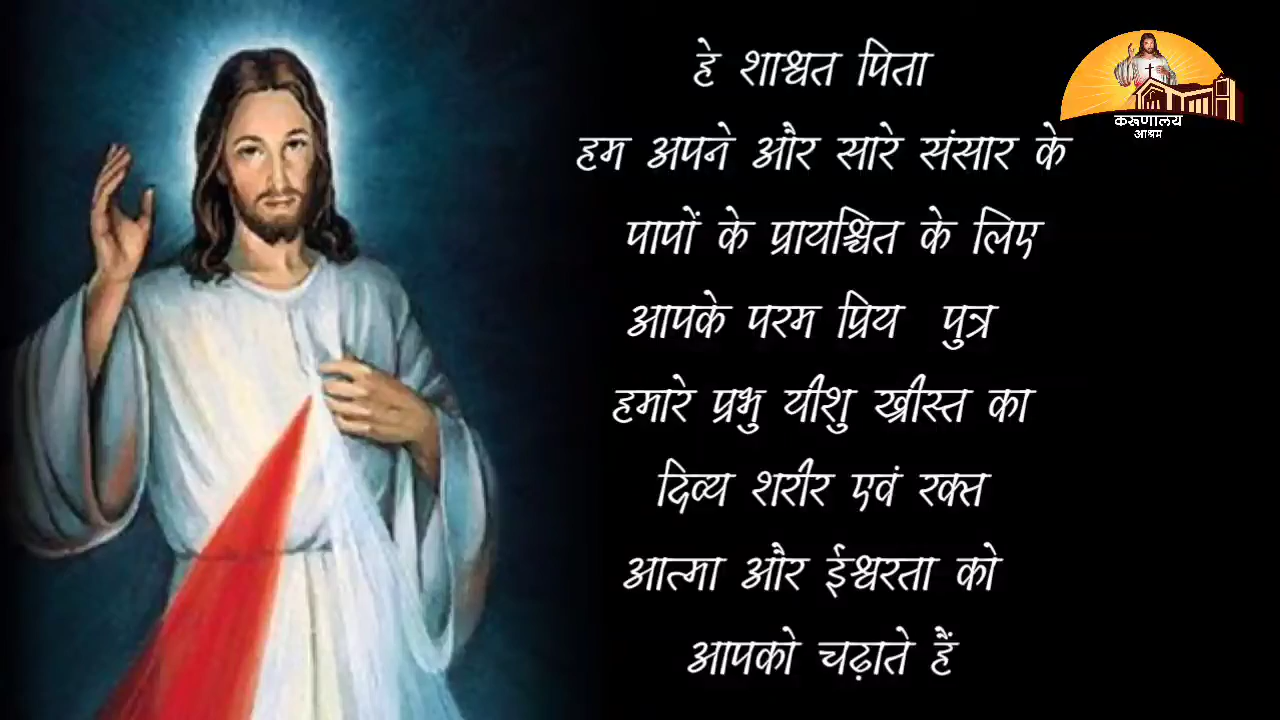 हे शाश्वत पिता
हम अपने और सारे संसार के
पापों के प्रायश्चित के लिए
आपके परम प्रिय पुत्र
हमारे प्रभु यीशु ख्रीस्त का
दिव्य शरीर एवं रक्त
आत्मा और ईश्वरता को
आपको चढ़ाते हैं
करूणालय
आश्रम